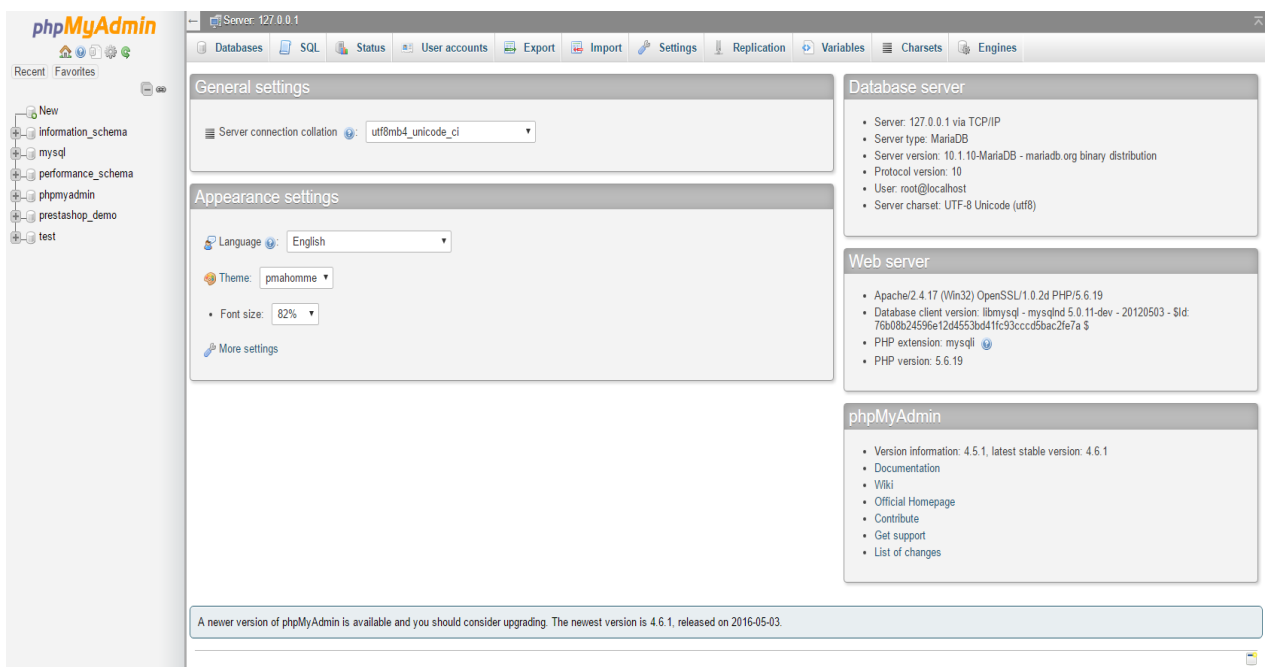 phpMyAdmin
Recent Favorites
New
information_schema
mysql
performance_schema
phpmyadmin
prestashop_demo
test
Server: 127.0.0.1
Databases SQL Status User accounts Export Import Settings Replication Variables Charsets Engines
General settings
Server connection collation : utf8mb4_unicode_ci
Appearance settings
Language : English
Theme: pmahomme
Font size: 82%
More settings
Database server
Server: 127.0.0.1 via TCP/IP
Server type: MariaDB
Server version: 10.1.10-MariaDB - mariadb.org binary distribution
Protocol version: 10
User: root@localhost
Server charset: UTF-8 Unicode (utf8)
Web server
Apache/2.4.17 (Win32) OpenSSL/1.0.2d PHP/5.6.19
Database client version: libmysql - mysqlnd 5.0.11-dev - 20120503 - $Id:
76b08b24596e12d4553bd41fc93cccd5bac2fe7a $
PHP extension: mysqli
PHP version: 5.6.19
phpMyAdmin
Version information: 4.5.1, latest stable version: 4.6.1
Documentation
Wiki
Official Homepage
Contribute
Get support
List of changes
A newer version of phpMyAdmin is available and you should consider upgrading. The newest version is 4.6.1, released on 2016-05-03.